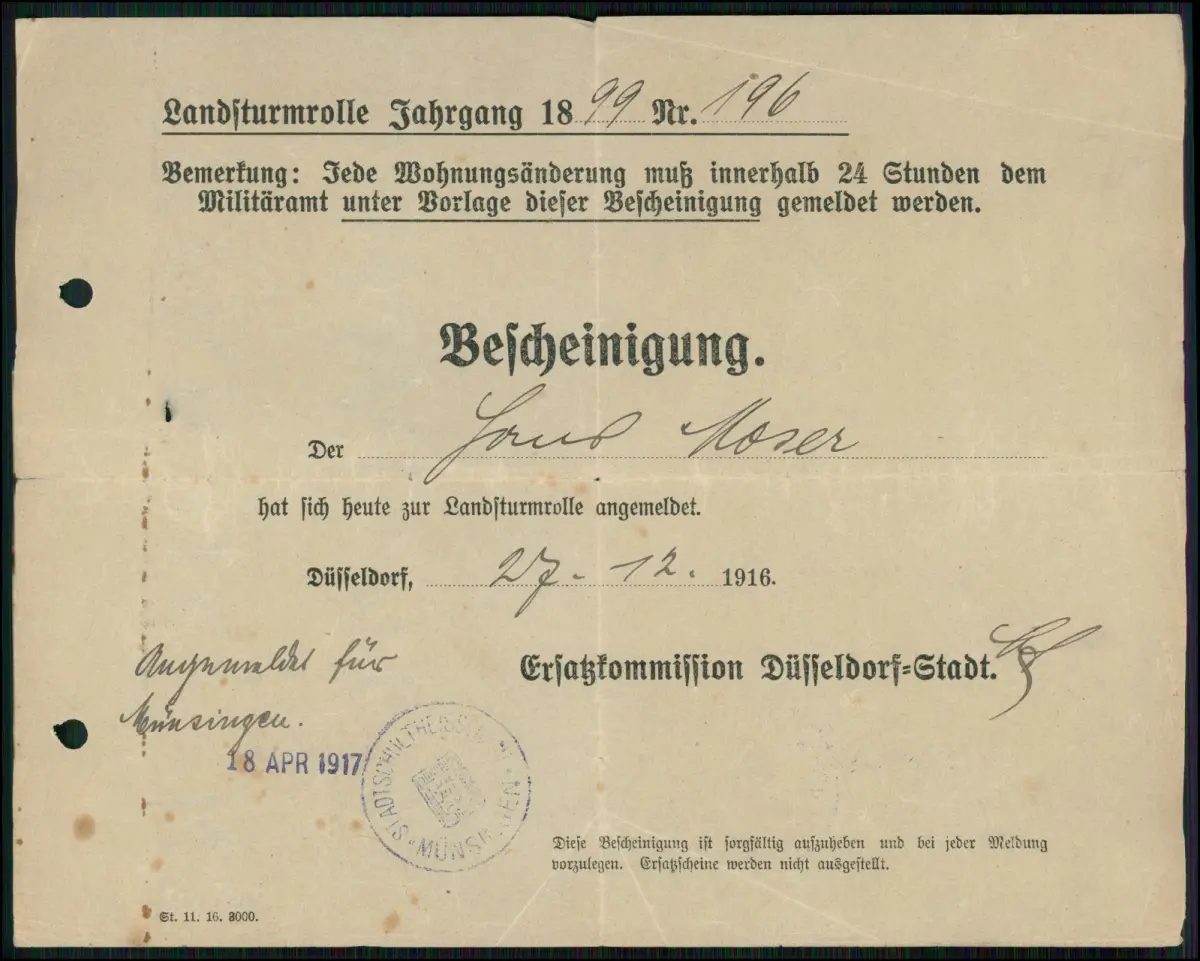 Landsturmrolle Jahrgang 1899 Nr. 196
Bemerkung: Jede Wohnungsänderung muß innerhalb 24 Stunden dem
Militäramt unter Vorlage dieser Bescheinigung gemeldet werden.
Bescheinigung.
Der Hans Moser
hat sich heute zur Landsturmrolle angemeldet.
Düsseldorf, 27. 12. 1916.
Ersatzkommission Düsseldorf=Stadt.
Angemeldet für
Münsingen.
18 APR 1917
STADTSCHULTHEISSENAMT
MÜNSINGEN
Diese Bescheinigung ist sorgfältig aufzuheben und bei jeder Meldung
vorzulegen. Ersatzscheine werden nicht ausgestellt.
St. 11. 16. 3000.